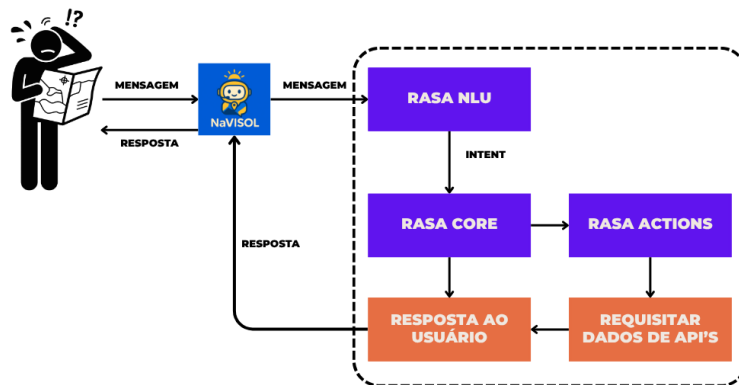 !?
MENSAGEM
MENSAGEM
RASA NLU
NaVISOL
RESPOSTA
INTENT
RASA CORE
RASA ACTIONS
RESPOSTA
RESPOSTA AO
USUÁRIO
REQUISITAR
DADOS DE API'S